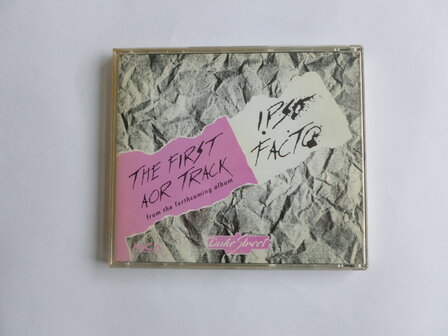 IPSO
FACTO
THE FIRST
AOR TRACK
from the forthcoming album
Duke Street